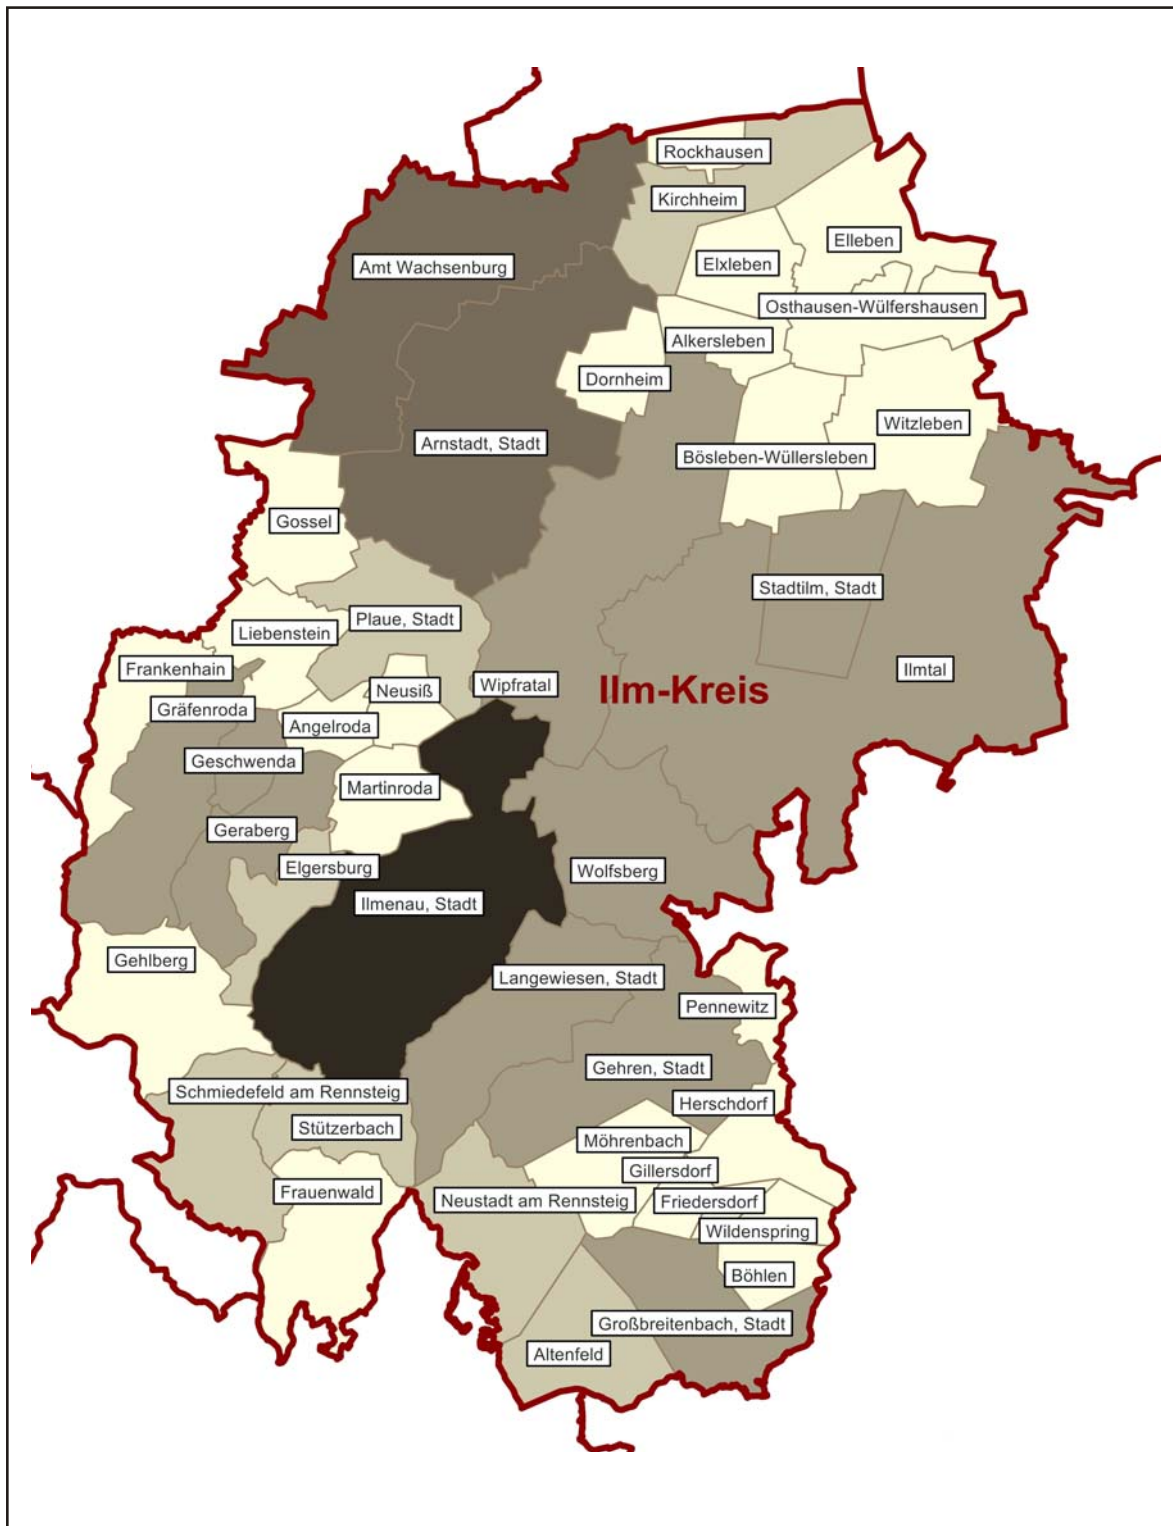 Rockhausen
Kirchheim
Elleben
Elxleben
Amt Wachsenburg
Osthausen-Wülfershausen
Alkersleben
Dornheim
Witzleben
Arnstadt, Stadt
Bösleben-Wüllersleben
Gossel
Stadtilm, Stadt
Plaue, Stadt
Liebenstein
Frankenhain
Ilmtal
Neusiß
Wipfratal
Ilm-Kreis
Gräfenroda
Angelroda
Geschwenda
Martinroda
Geraberg
Elgersburg
Wolfsberg
Ilmenau, Stadt
Gehlberg
Langewiesen, Stadt
Pennewitz
Gehren, Stadt
Schmiedefeld am Rennsteig
Herschdorf
Stützerbach
Möhrenbach
Gillersdorf
Frauenwald
Neustadt am Rennsteig
Friedersdorf
Wildenspring
Böhlen
Großbreitenbach, Stadt
Altenfeld